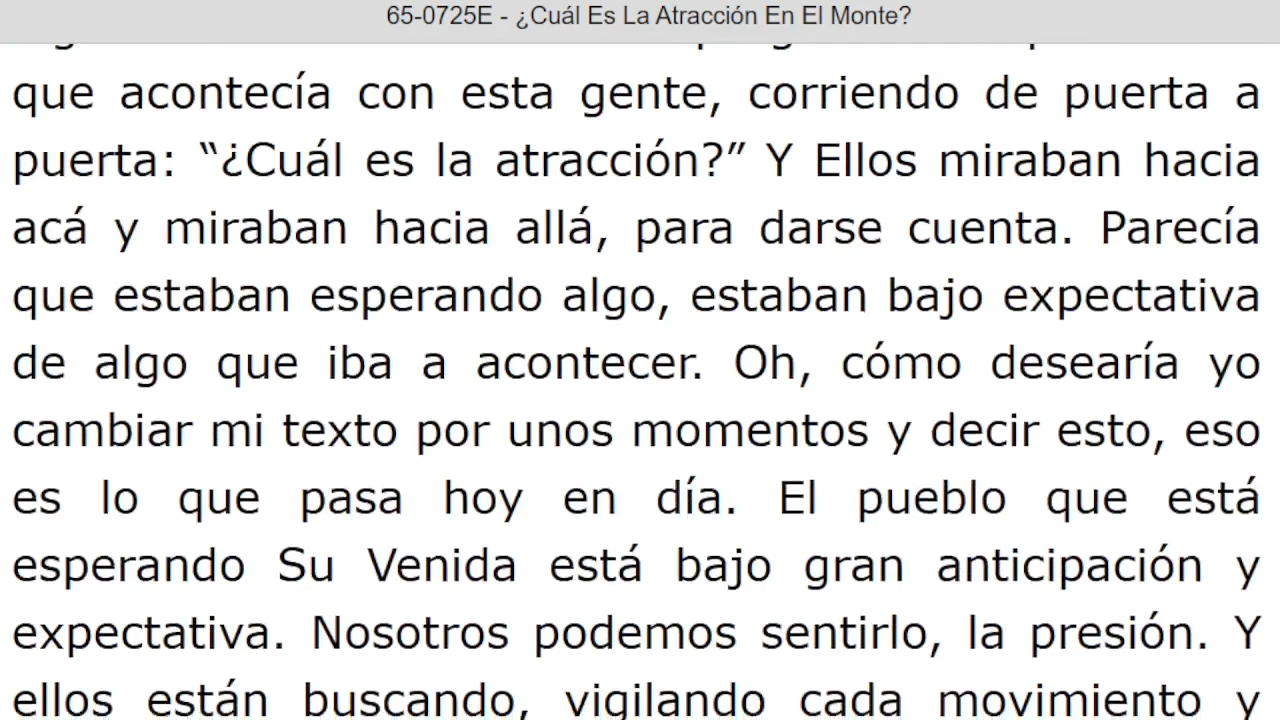 65-0725E - ¿Cuál Es La Atracción En El Monte?
que acontecía con esta gente, corriendo de puerta a
puerta: “¿Cuál es la atracción?” Y Ellos miraban hacia
acá y miraban hacia allá, para darse cuenta. Parecía
que estaban esperando algo, estaban bajo expectativa
de algo que iba a acontecer. Oh, cómo desearía yo
cambiar mi texto por unos momentos y decir esto, eso
es lo que pasa hoy en día. El pueblo que está
esperando Su Venida está bajo gran anticipación y
expectativa. Nosotros podemos sentirlo, la presión. Y
ellos están buscando, vigilando cada movimiento y